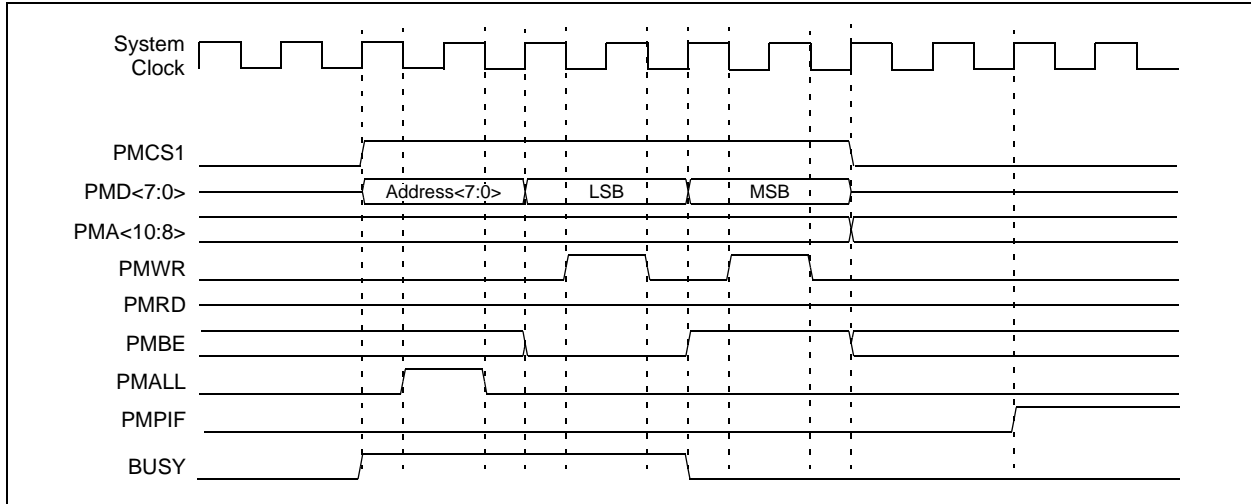 System
Clock
PMCS1
PMD<7:0>
Address<7:0>
LSB
MSB
PMA<10:8>
PMWR
PMRD
PMBE
PMALL
PMPIF
BUSY